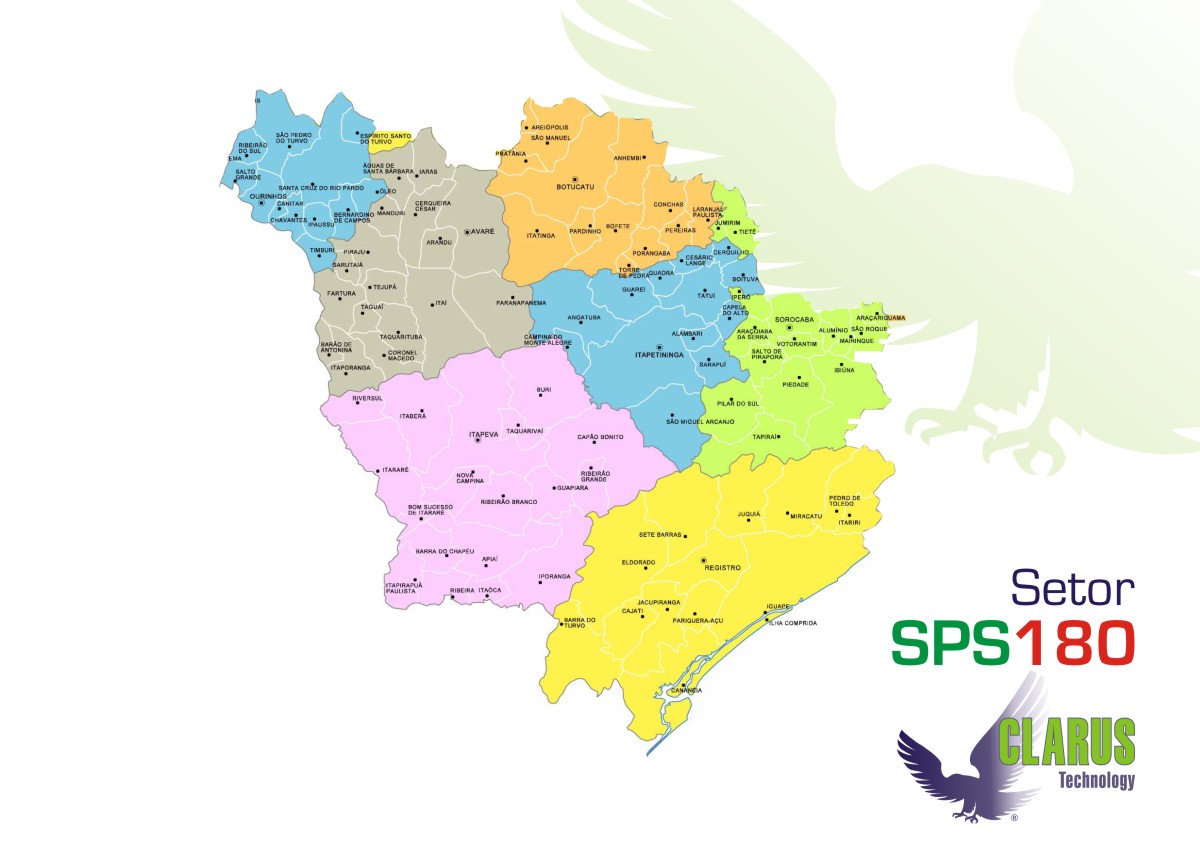 IS
ESPÍRITO SANTO
DO TURVO
SÃO PEDRO
DO TURVO
RIBEIRÃO
DO SUL
EMA
SALTO
GRANDE
SANTA CRUZ DO RIO PARDO
OURINHOS
CANITAR
CHAVANTES
IPAUSSU
BERNARDINO
DE CAMPOS
ÓLEO
TIMBURI
ÁGUAS DE
SANTA BÁRBARA
IARAS
MANDURI
CERQUEIRA
CÉSAR
AVARÉ
ARANDU
PIRAJU
SARUTAIÁ
FARTURA
TEJUPÁ
TAGUAÍ
ITAÍ
PARANAPANEMA
TAQUARITUBA
BARÃO DE
ANTONINA
CORONEL
MACEDO
ITAPORANGA
AREIÓPOLIS
SÃO MANUEL
PRATÂNIA
ANHEMBI
BOTUCATU
CONCHAS
LARANJAL
PAULISTA
ITATINGA
PARDINHO
BOFETE
PEREIRAS
PORANGABA
TORRE
DE PEDRA
JUMIRIM
TIETÊ
CERQUILHO
CESÁRIO
LANGE
QUADRA
BOITUVA
GUAREÍ
TATUÍ
IPERÓ
CAPELA
DO ALTO
ANGATUBA
CAMPINA DO
MONTE ALEGRE
ALAMBARI
ITAPETININGA
SARAPUÍ
SÃO MIGUEL ARCANJO
SOROCABA
ARAÇARIGUAMA
ARAÇOIABA
DA SERRA
VOTORANTIM
ALUMÍNIO
SÃO ROQUE
MAIRINQUE
SALTO DE
PIRAPORA
IBIÚNA
PIEDADE
PILAR DO SUL
TAPIRAÍ
RIVERSUL
ITABERÁ
BURI
ITAPEVA
TAQUARIVAÍ
CAPÃO BONITO
ITARARÉ
NOVA
CAMPINA
RIBEIRÃO
GRANDE
GUAPIARA
RIBEIRÃO BRANCO
BOM SUCESSO
DE ITARARÉ
BARRA DO CHAPÉU
APIAÍ
ITAPIRAPUÃ
PAULISTA
RIBEIRA
ITAÓCA
IPORANGA
PEDRO DE
TOLEDO
JUQUIÁ
MIRACATU
ITARIRI
SETE BARRAS
ELDORADO
REGISTRO
JACUPIRANGA
CAJATI
PARIQUERA-AÇU
IGUAPE
ILHA COMPRIDA
BARRA DO
TURVO
CANANÉIA
Setor
SPS180
CLARUS
Technology
®